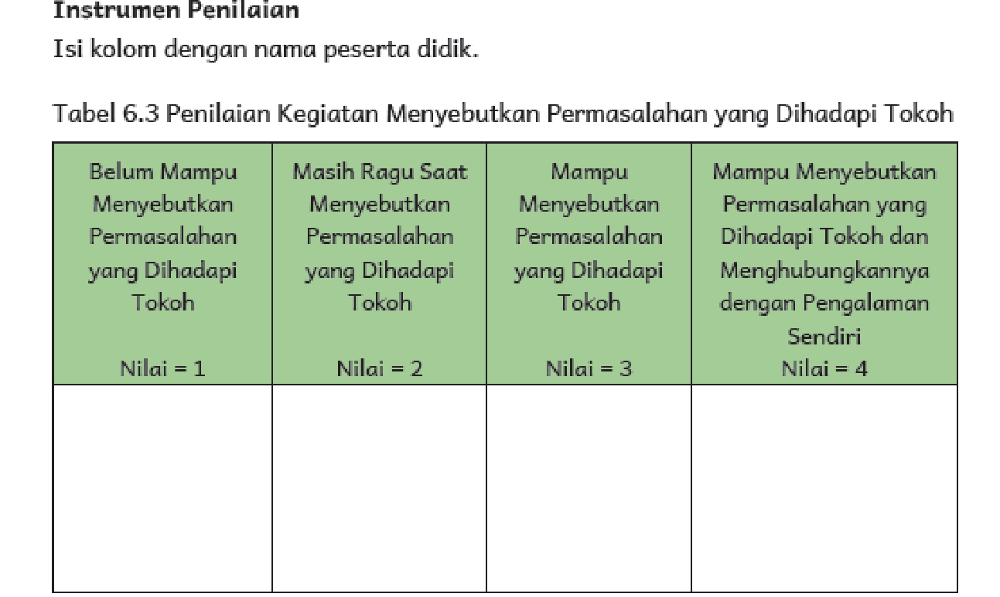 Instrumen Penilaian
Isi kolom dengan nama peserta didik.
Tabel 6.3 Penilaian Kegiatan Menyebutkan Permasalahan yang Dihadapi Tokoh
Belum Mampu
Menyebutkan
Permasalahan
yang Dihadapi
Tokoh
Nilai = 1
Masih Ragu Saat
Menyebutkan
Permasalahan
yang Dihadapi
Tokoh
Nilai = 2
Mampu
Menyebutkan
Permasalahan
yang Dihadapi
Tokoh
Nilai = 3
Mampu Menyebutkan
Permasalahan yang
Dihadapi Tokoh dan
Menghubungkannya
dengan Pengalaman
Sendiri
Nilai = 4